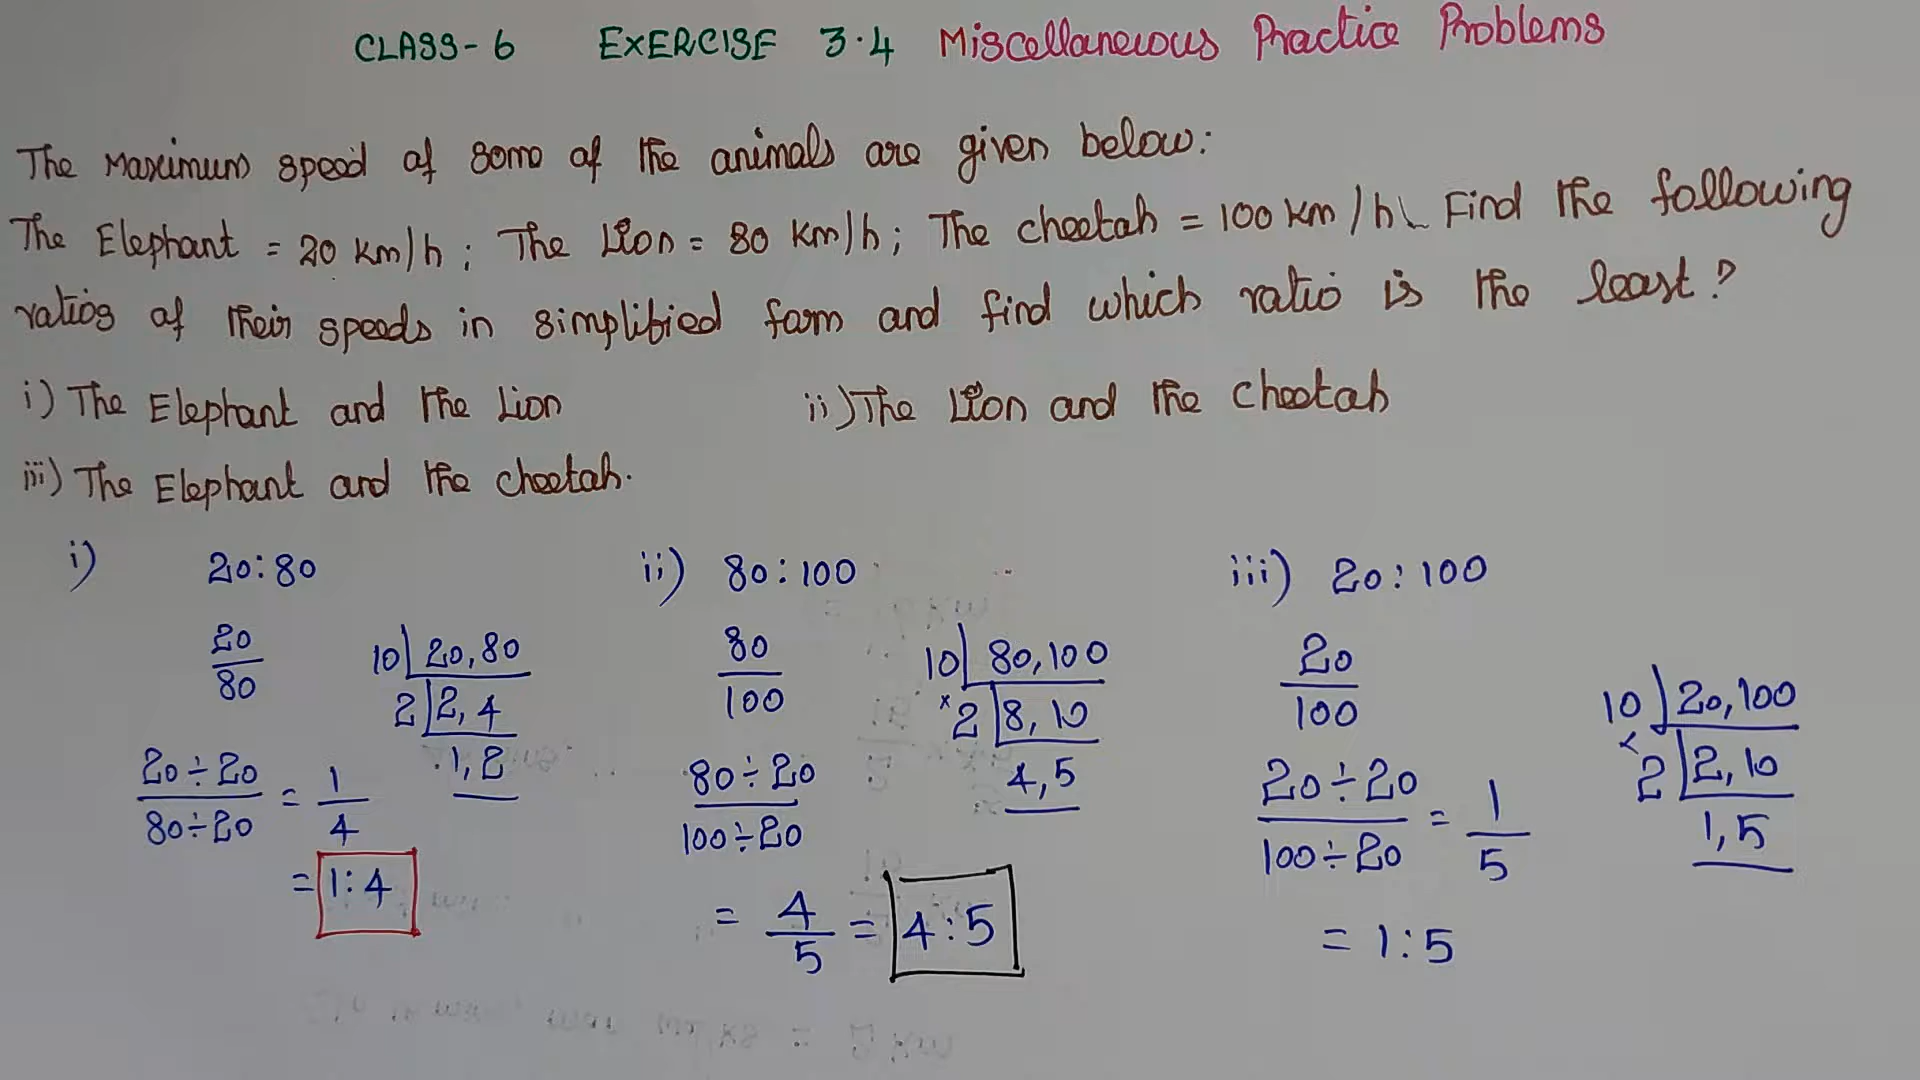 CLASS-6 EXERCISE 3.4 Miscellaneous Practice Problems
The Maximum speed of some of the animals are given below:
The Elephant = 20 km/h; The Lion = 80 km/h; The cheetah = 100 km/h. Find the following
ratios of their speeds in simplified form and find which ratio is the least?
i) The Elephant and the Lion ii) The Lion and the cheetah
iii) The Elephant and the cheetah.
i) 20:80
20
80
10 | 20, 80
2 | 2, 4
1, 2
20÷20 = 1
80÷20 4
= 1:4
ii) 80:100
80
100
10 | 80, 100
× 2 | 8, 10
4, 5
80÷20
100÷20
= 4 = 4:5
5
iii) 20:100
20
100
10 | 20, 100
× 2 | 2, 10
1, 5
20÷20 = 1
100÷20 5
= 1:5